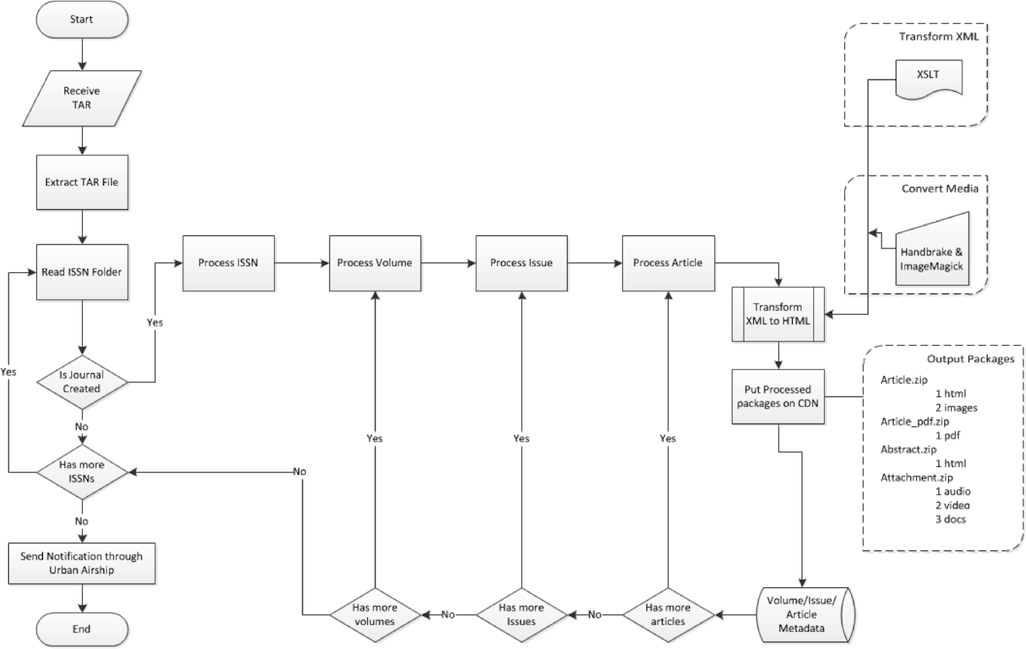 Start
Receive
TAR
Extract TAR File
Read ISSN Folder
Is Journal
Created
Yes
No
Has more
ISSNs
Yes
No
Send Notification through
Urban Airship
End
Process ISSN
Process Volume
Process Issue
Process Article
Transform XML
XSLT
Convert Media
Handbrake &
ImageMagick
Transform
XML to HTML
Put Processed
packages on CDN
Output Packages
Article.zip
1 html
2 images
Article_pdf.zip
1 pdf
Abstract.zip
1 html
Attachment.zip
1 audio
2 video
3 docs
Volume/Issue/
Article
Metadata
Has more
articles
Yes
No
Has more
Issues
Yes
No
Has more
volumes
Yes
No